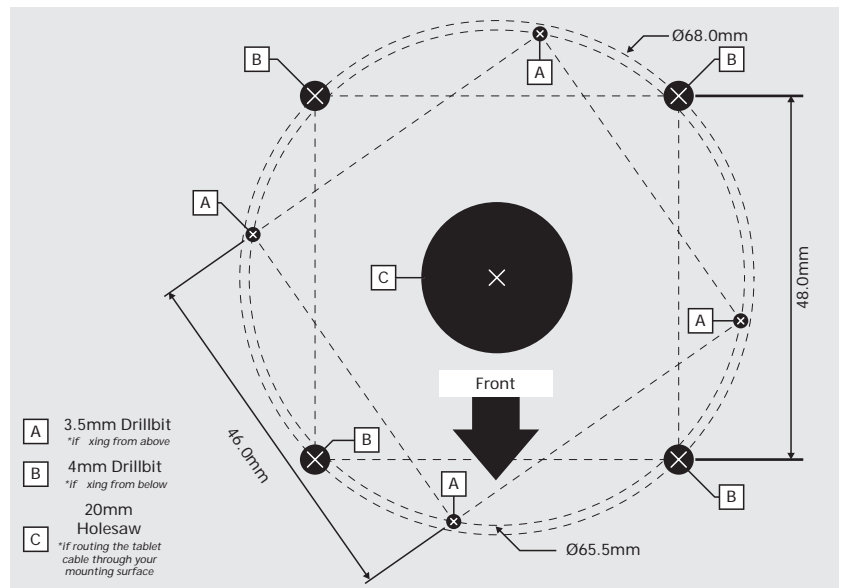 Ø68.0mm
B
B
A
A
C
A
48.0mm
Front
46.0mm
B
A
B
Ø65.5mm
A
3.5mm Drillbit
*if xing from above
B
4mm Drillbit
*if xing from below
C
20mm
Holesaw
*if routing the tablet
cable through your
mounting surface